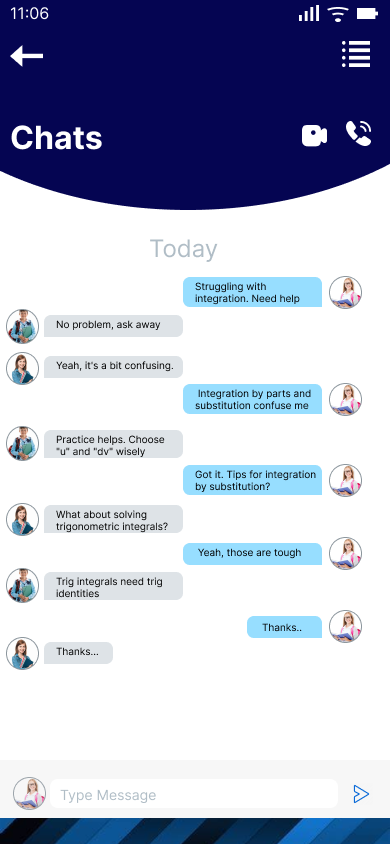 11:06
Chats
Today
Struggling with
integration. Need help
No problem, ask away
Yeah, it's a bit confusing.
Integration by parts and
substitution confuse me
Practice helps. Choose
"u" and "dv" wisely
Got it. Tips for integration
by substitution?
What about solving
trigonometric integrals?
Yeah, those are tough
Trig integrals need trig
identities
Thanks..
Thanks...
Type Message